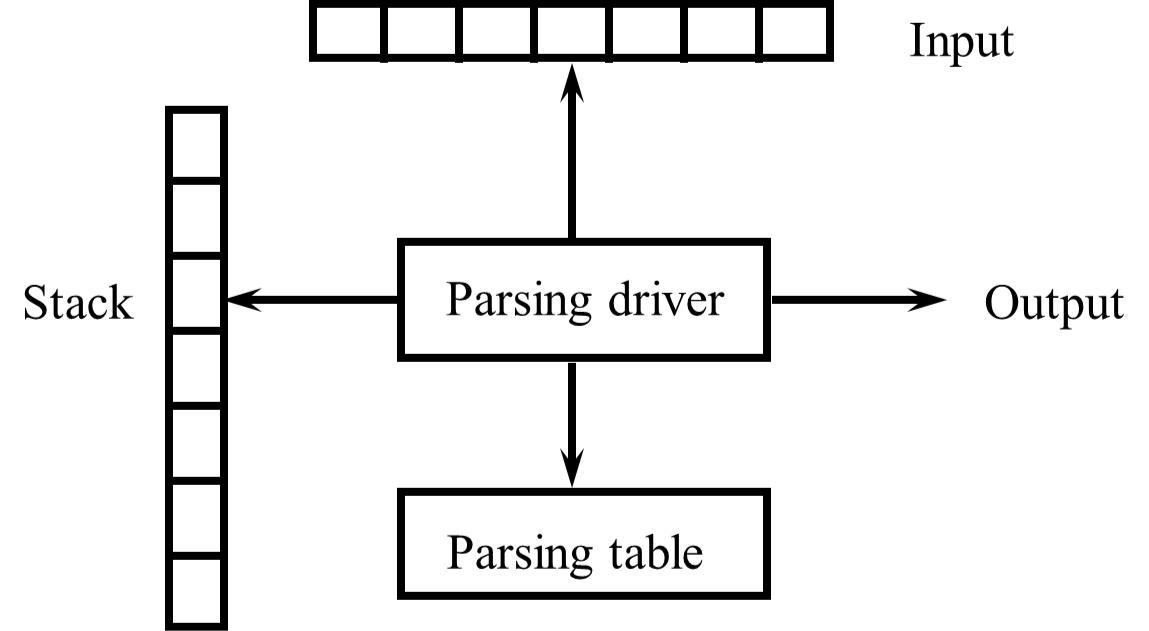 Input
Stack
Parsing driver
Output
Parsing table